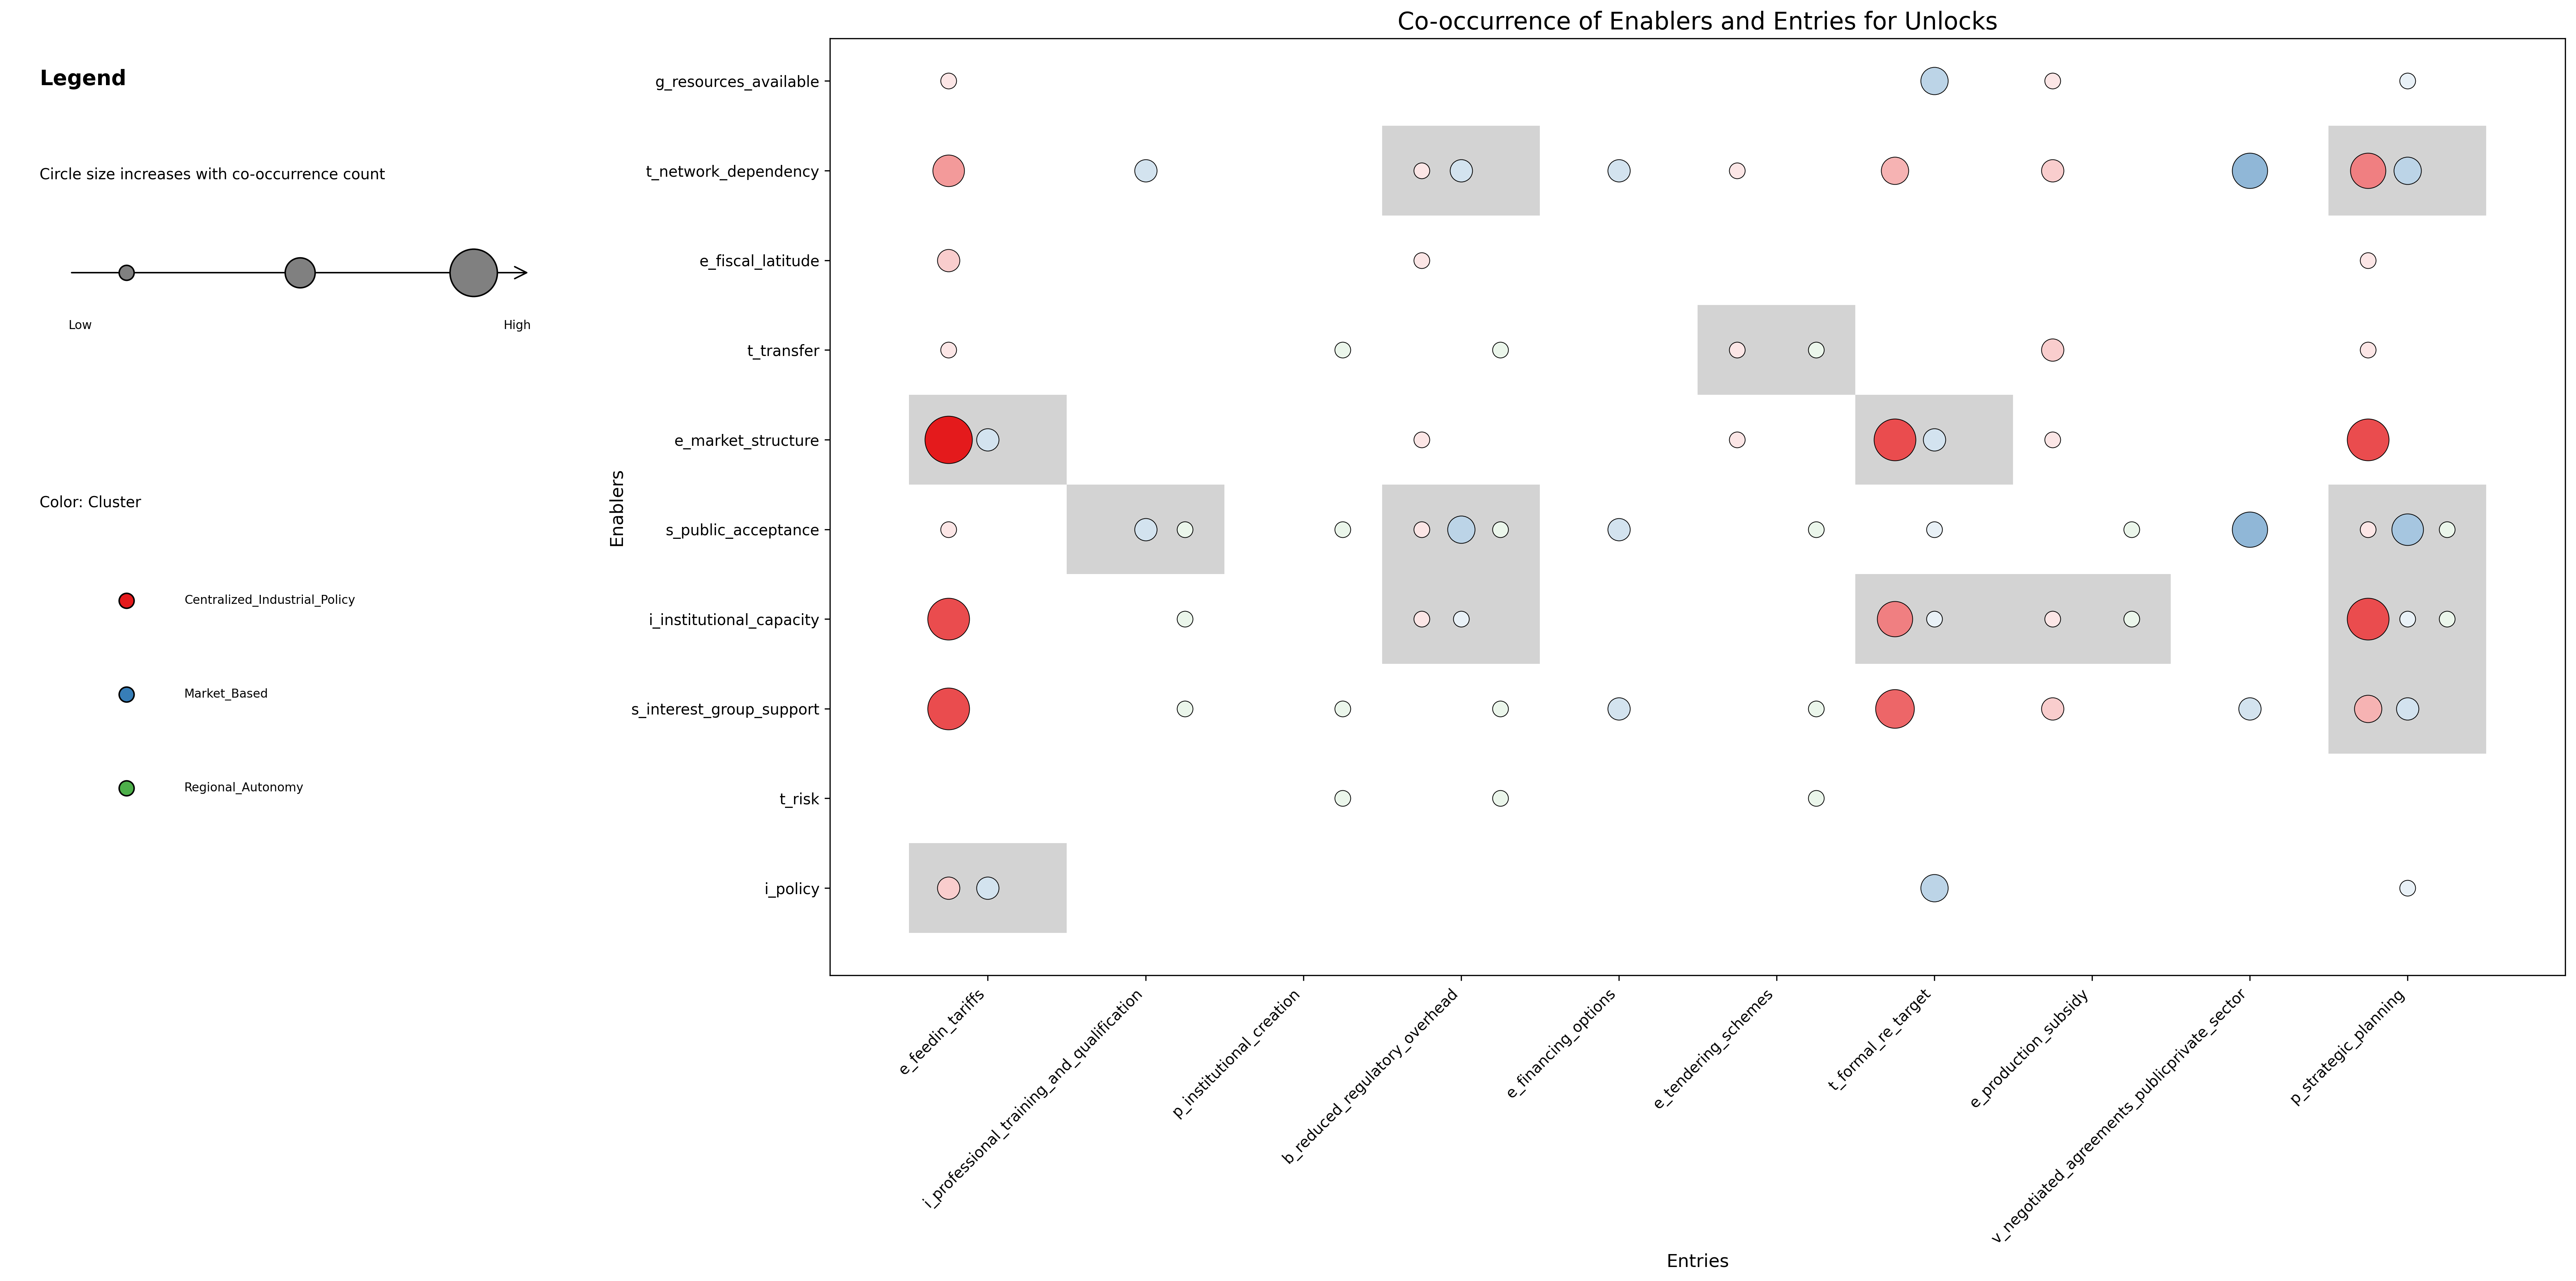 Co-occurrence of Enablers and Entries for Unlocks
Legend
Circle size increases with co-occurrence count
Low
High
Color: Cluster
Centralized_Industrial_Policy
Market_Based
Regional_Autonomy
Enablers
g_resources_available
t_network_dependency
e_fiscal_latitude
t_transfer
e_market_structure
s_public_acceptance
i_institutional_capacity
s_interest_group_support
t_risk
i_policy
e_feedin_tariffs
i_professional_training_and_qualification
p_institutional_creation
b_reduced_regulatory_overhead
e_financing_options
e_tendering_schemes
t_formal_re_target
e_production_subsidy
v_negotiated_agreements_publicprivate_sector
p_strategic_planning
Entries